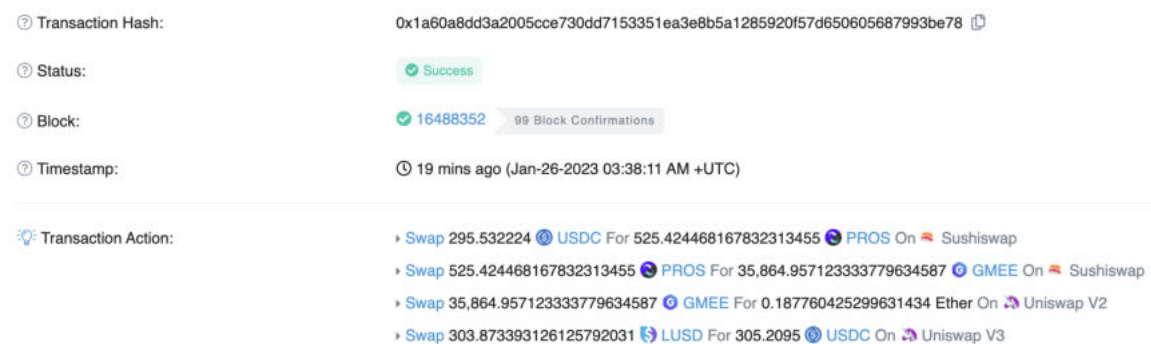 Transaction Hash: 0x1a60a8dd3a2005cce730dd7153351ea3e8b5a1285920f57d650605687993be78
Status: Success
Block: 16488352 99 Block Confirmations
Timestamp: 19 mins ago (Jan-26-2023 03:38:11 AM +UTC)
Transaction Action: Swap 295.532224 USDC For 525.424468167832313455 PROS On Sushiswap
Swap 525.424468167832313455 PROS For 35,864.957123333779634587 GMEE On Sushiswap
Swap 35,864.957123333779634587 GMEE For 0.187760425299631434 Ether On Uniswap V2
Swap 303.8733931261257920​31 LUSD For 305.2095 USDC On Uniswap V3